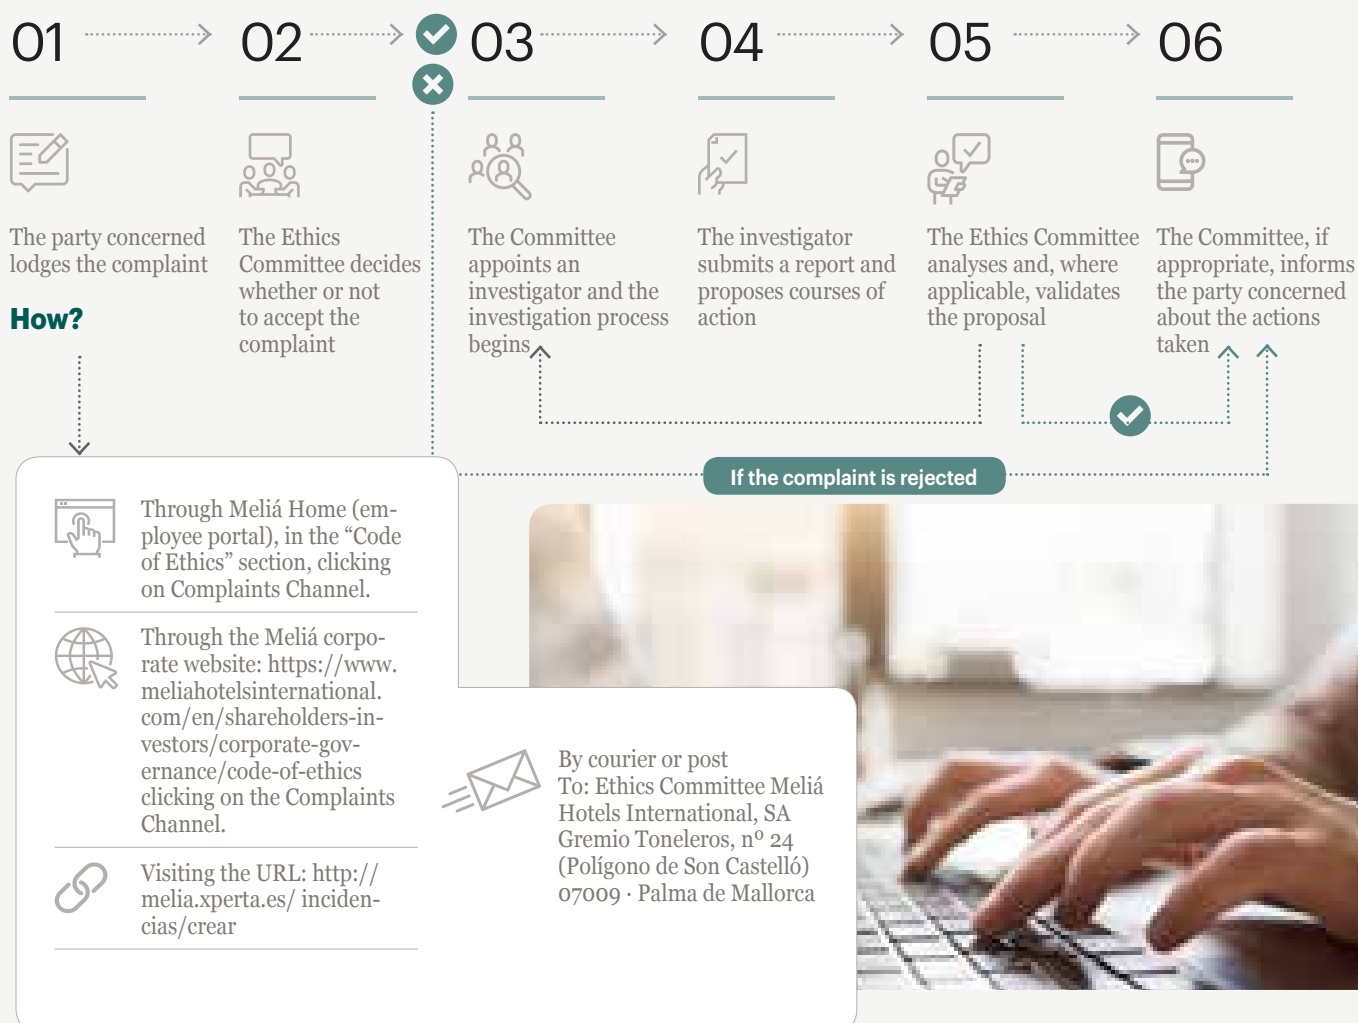 01
02
03
04
05
06
The party concerned
lodges the complaint
How?
The Ethics
Committee decides
whether or not
to accept the
complaint
The Committee
appoints an
investigator and the
investigation process
begins
The investigator
submits a report and
proposes courses of
action
The Ethics Committee
analyses and, where
applicable, validates
the proposal
The Committee, if
appropriate, informs
the party concerned
about the actions
taken
If the complaint is rejected
Through Meliá Home (em-
ployee portal), in the “Code
of Ethics” section, clicking
on Complaints Channel.
Through the Meliá corpo-
rate website: https://www.
meliahotelsinternational.
com/en/shareholders-in-
vestors/corporate-gov-
ernance/code-of-ethics
clicking on the Complaints
Channel.
Visiting the URL: http://
melia.xperta.es/ inciden-
cias/crear
By courier or post
To: Ethics Committee Meliá
Hotels International, SA
Gremio Toneleros, nº 24
(Polígono de Son Castelló)
07009 · Palma de Mallorca